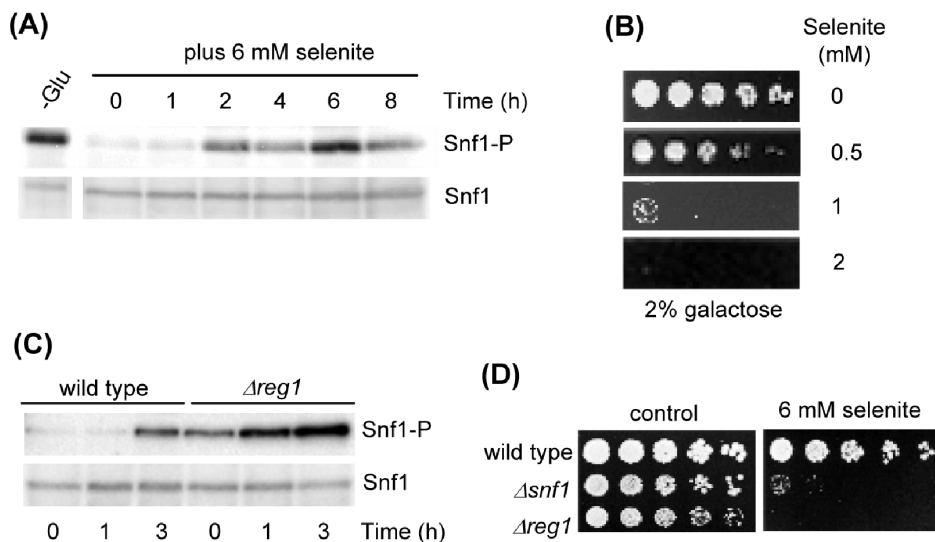 (A)
plus 6 mM selenite
-Glu
0 1 2 4 6 8 Time (h)
Snf1-P
Snf1
(B)
Selenite
(mM)
0
0.5
1
2
2% galactose
(C)
wild type Δreg1
Snf1-P
Snf1
0 1 3 0 1 3 Time (h)
(D)
control 6 mM selenite
wild type
Δsnf1
Δreg1